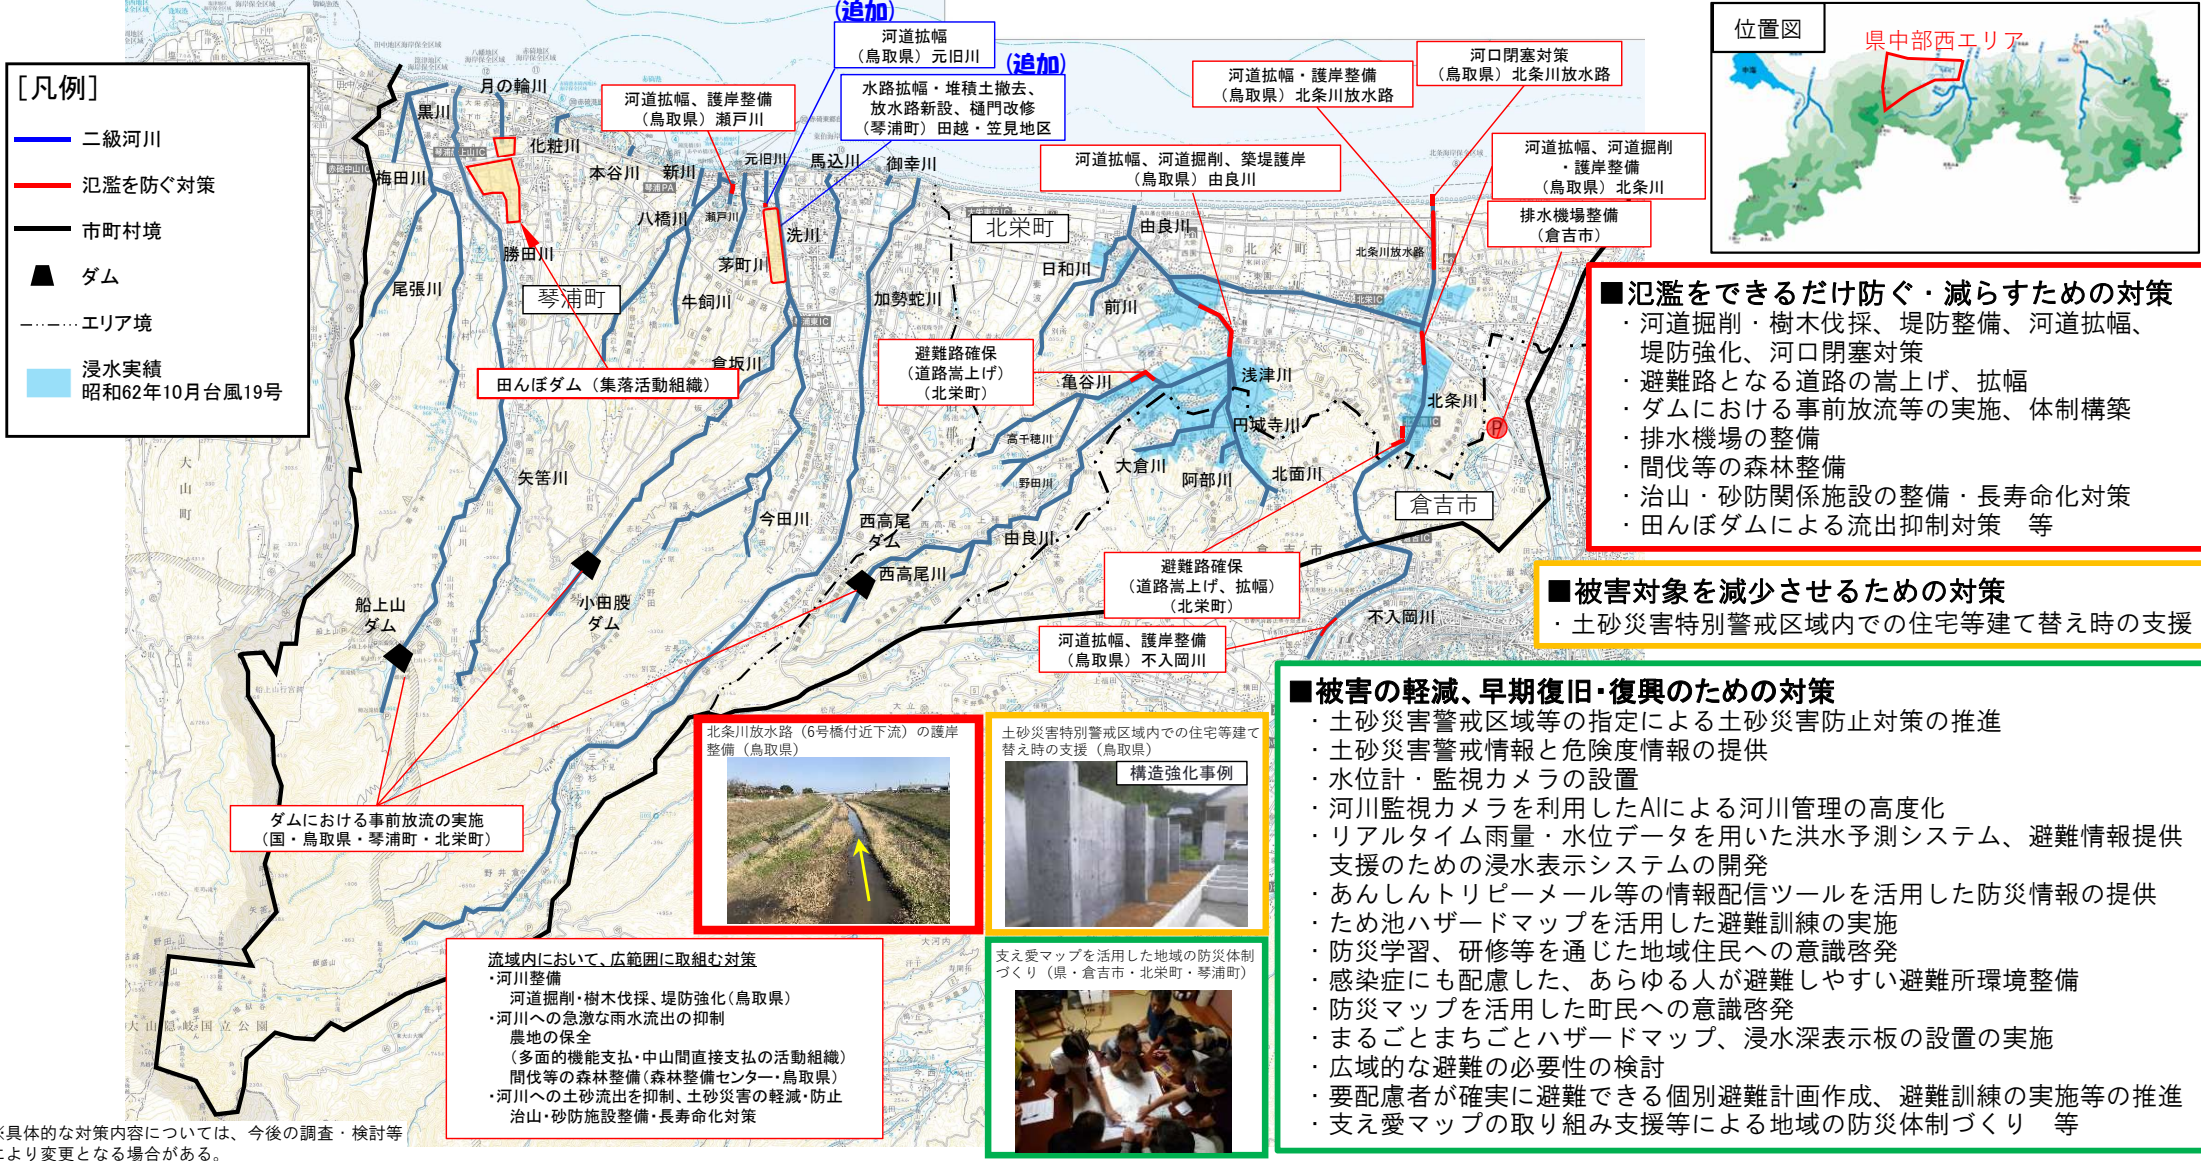 [凡例]
二級河川
氾濫を防ぐ対策
市町村境
ダム
エリア境
浸水実績
昭和62年10月台風19号
(追加)
河道拡幅
(鳥取県)元旧川
(追加)
水路拡幅・堆積土撤去、
放水路新設、樋門改修
(琴浦町)田越・笠見地区
河道拡幅、護岸整備
(鳥取県)瀬戸川
河道拡幅・護岸整備
(鳥取県)北条川放水路
河口閉塞対策
(鳥取県)北条川放水路
河道拡幅、河道掘削、築堤護岸
(鳥取県)由良川
河道拡幅、河道掘削
・護岸整備
(鳥取県)北条川
排水機場整備
(倉吉市)
位置図
県中部西エリア
中海
月の輪川
黒川
化粧川
梅田川
本谷川
新川
元旧川
馬込川
御幸川
八橋川
瀬戸川
洗川
茅町川
勝田川
尾張川
琴浦町
牛飼川
加勢蛇川
倉坂川
北栄町
由良川
日和川
前川
北条川放水路
田んぼダム(集落活動組織)
避難路確保
(道路嵩上げ)
(北栄町)
亀谷川
浅津川
円城寺川
北条川
P
高千穂川
大倉川
阿部川
北面川
野田川
倉吉市
矢筈川
今田川
西高尾
ダム
由良川
西高尾川
船上山
ダム
小田股
ダム
避難路確保
(道路嵩上げ、拡幅)
(北栄町)
不入岡川
河道拡幅、護岸整備
(鳥取県)不入岡川
ダムにおける事前放流の実施
(国・鳥取県・琴浦町・北栄町)
大山隠岐国立公園
流域内において、広範囲に取組む対策
・河川整備
河道掘削・樹木伐採、堤防強化(鳥取県)
・河川への急激な雨水流出の抑制
農地の保全
(多面的機能支払・中山間直接支払の活動組織)
間伐等の森林整備(森林整備センター・鳥取県)
・河川への土砂流出を抑制、土砂災害の軽減・防止
治山・砂防施設整備・長寿命化対策
北条川放水路(6号橋付近下流)の護岸
整備(鳥取県)
土砂災害特別警戒区域内での住宅等建て
替え時の支援(鳥取県)
構造強化事例
支え愛マップを活用した地域の防災体制
づくり(県・倉吉市・北栄町・琴浦町)
■氾濫をできるだけ防ぐ・減らすための対策
・河道掘削・樹木伐採、堤防整備、河道拡幅、
堤防強化、河口閉塞対策
・避難路となる道路の嵩上げ、拡幅
・ダムにおける事前放流等の実施、体制構築
・排水機場の整備
・間伐等の森林整備
・治山・砂防関係施設の整備・長寿命化対策
・田んぼダムによる流出抑制対策 等
■被害対象を減少させるための対策
・土砂災害特別警戒区域内での住宅等建て替え時の支援
■被害の軽減、早期復旧・復興のための対策
・土砂災害警戒区域等の指定による土砂災害防止対策の推進
・土砂災害警戒情報と危険度情報の提供
・水位計・監視カメラの設置
・河川監視カメラを利用したAIによる河川管理の高度化
・リアルタイム雨量・水位データを用いた洪水予測システム、避難情報提供
支援のための浸水表示システムの開発
・あんしんトリピーメール等の情報配信ツールを活用した防災情報の提供
・ため池ハザードマップを活用した避難訓練の実施
・防災学習、研修等を通じた地域住民への意識啓発
・感染症にも配慮した、あらゆる人が避難しやすい避難所環境整備
・防災マップを活用した町民への意識啓発
・まるごとまちごとハザードマップ、浸水深表示板の設置の実施
・広域的な避難の必要性の検討
・要配慮者が確実に避難できる個別避難計画作成、避難訓練の実施等の推進
・支え愛マップの取り組み支援等による地域の防災体制づくり 等
※具体的な対策内容については、今後の調査・検討等
により変更となる場合がある。